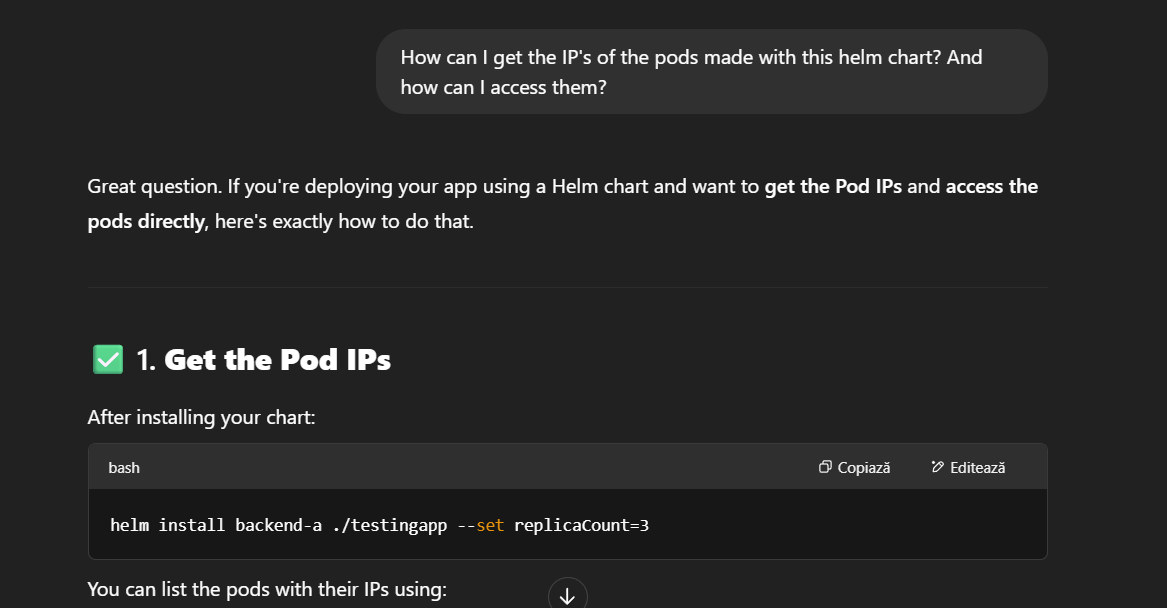 How can I get the IP's of the pods made with this helm chart? And
how can I access them?
Great question. If you're deploying your app using a Helm chart and want to get the Pod IPs and access the
pods directly, here's exactly how to do that.
✅ 1. Get the Pod IPs
After installing your chart:
bash
Copiază
Editează
helm install backend-a ./testingapp --set replicaCount=3
You can list the pods with their IPs using: